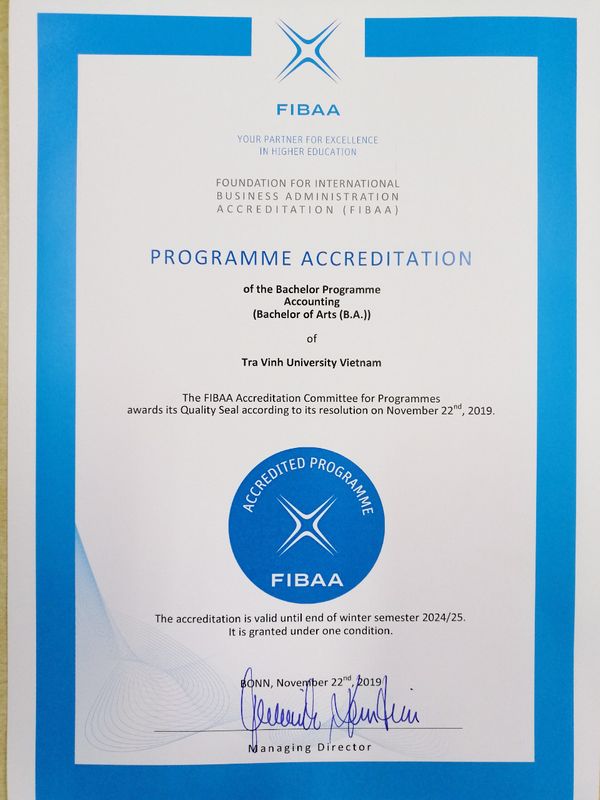 FIBAA
YOUR PARTNER FOR EXCELLENCE
IN HIGHER EDUCATION
FOUNDATION FOR INTERNATIONAL
BUSINESS ADMINISTRATION
ACCREDITATION (FIBAA)
PROGRAMME ACCREDITATION
of the Bachelor Programme
Accounting
(Bachelor of Arts (B.A.))
of
Tra Vinh University Vietnam
The FIBAA Accreditation Committee for Programmes
awards its Quality Seal according to its resolution on November 22nd, 2019.
ACCREDITED PROGRAMME
FIBAA
The accreditation is valid until end of winter semester 2024/25.
It is granted under one condition.
BONN, November 22nd, 2019
Managing Director